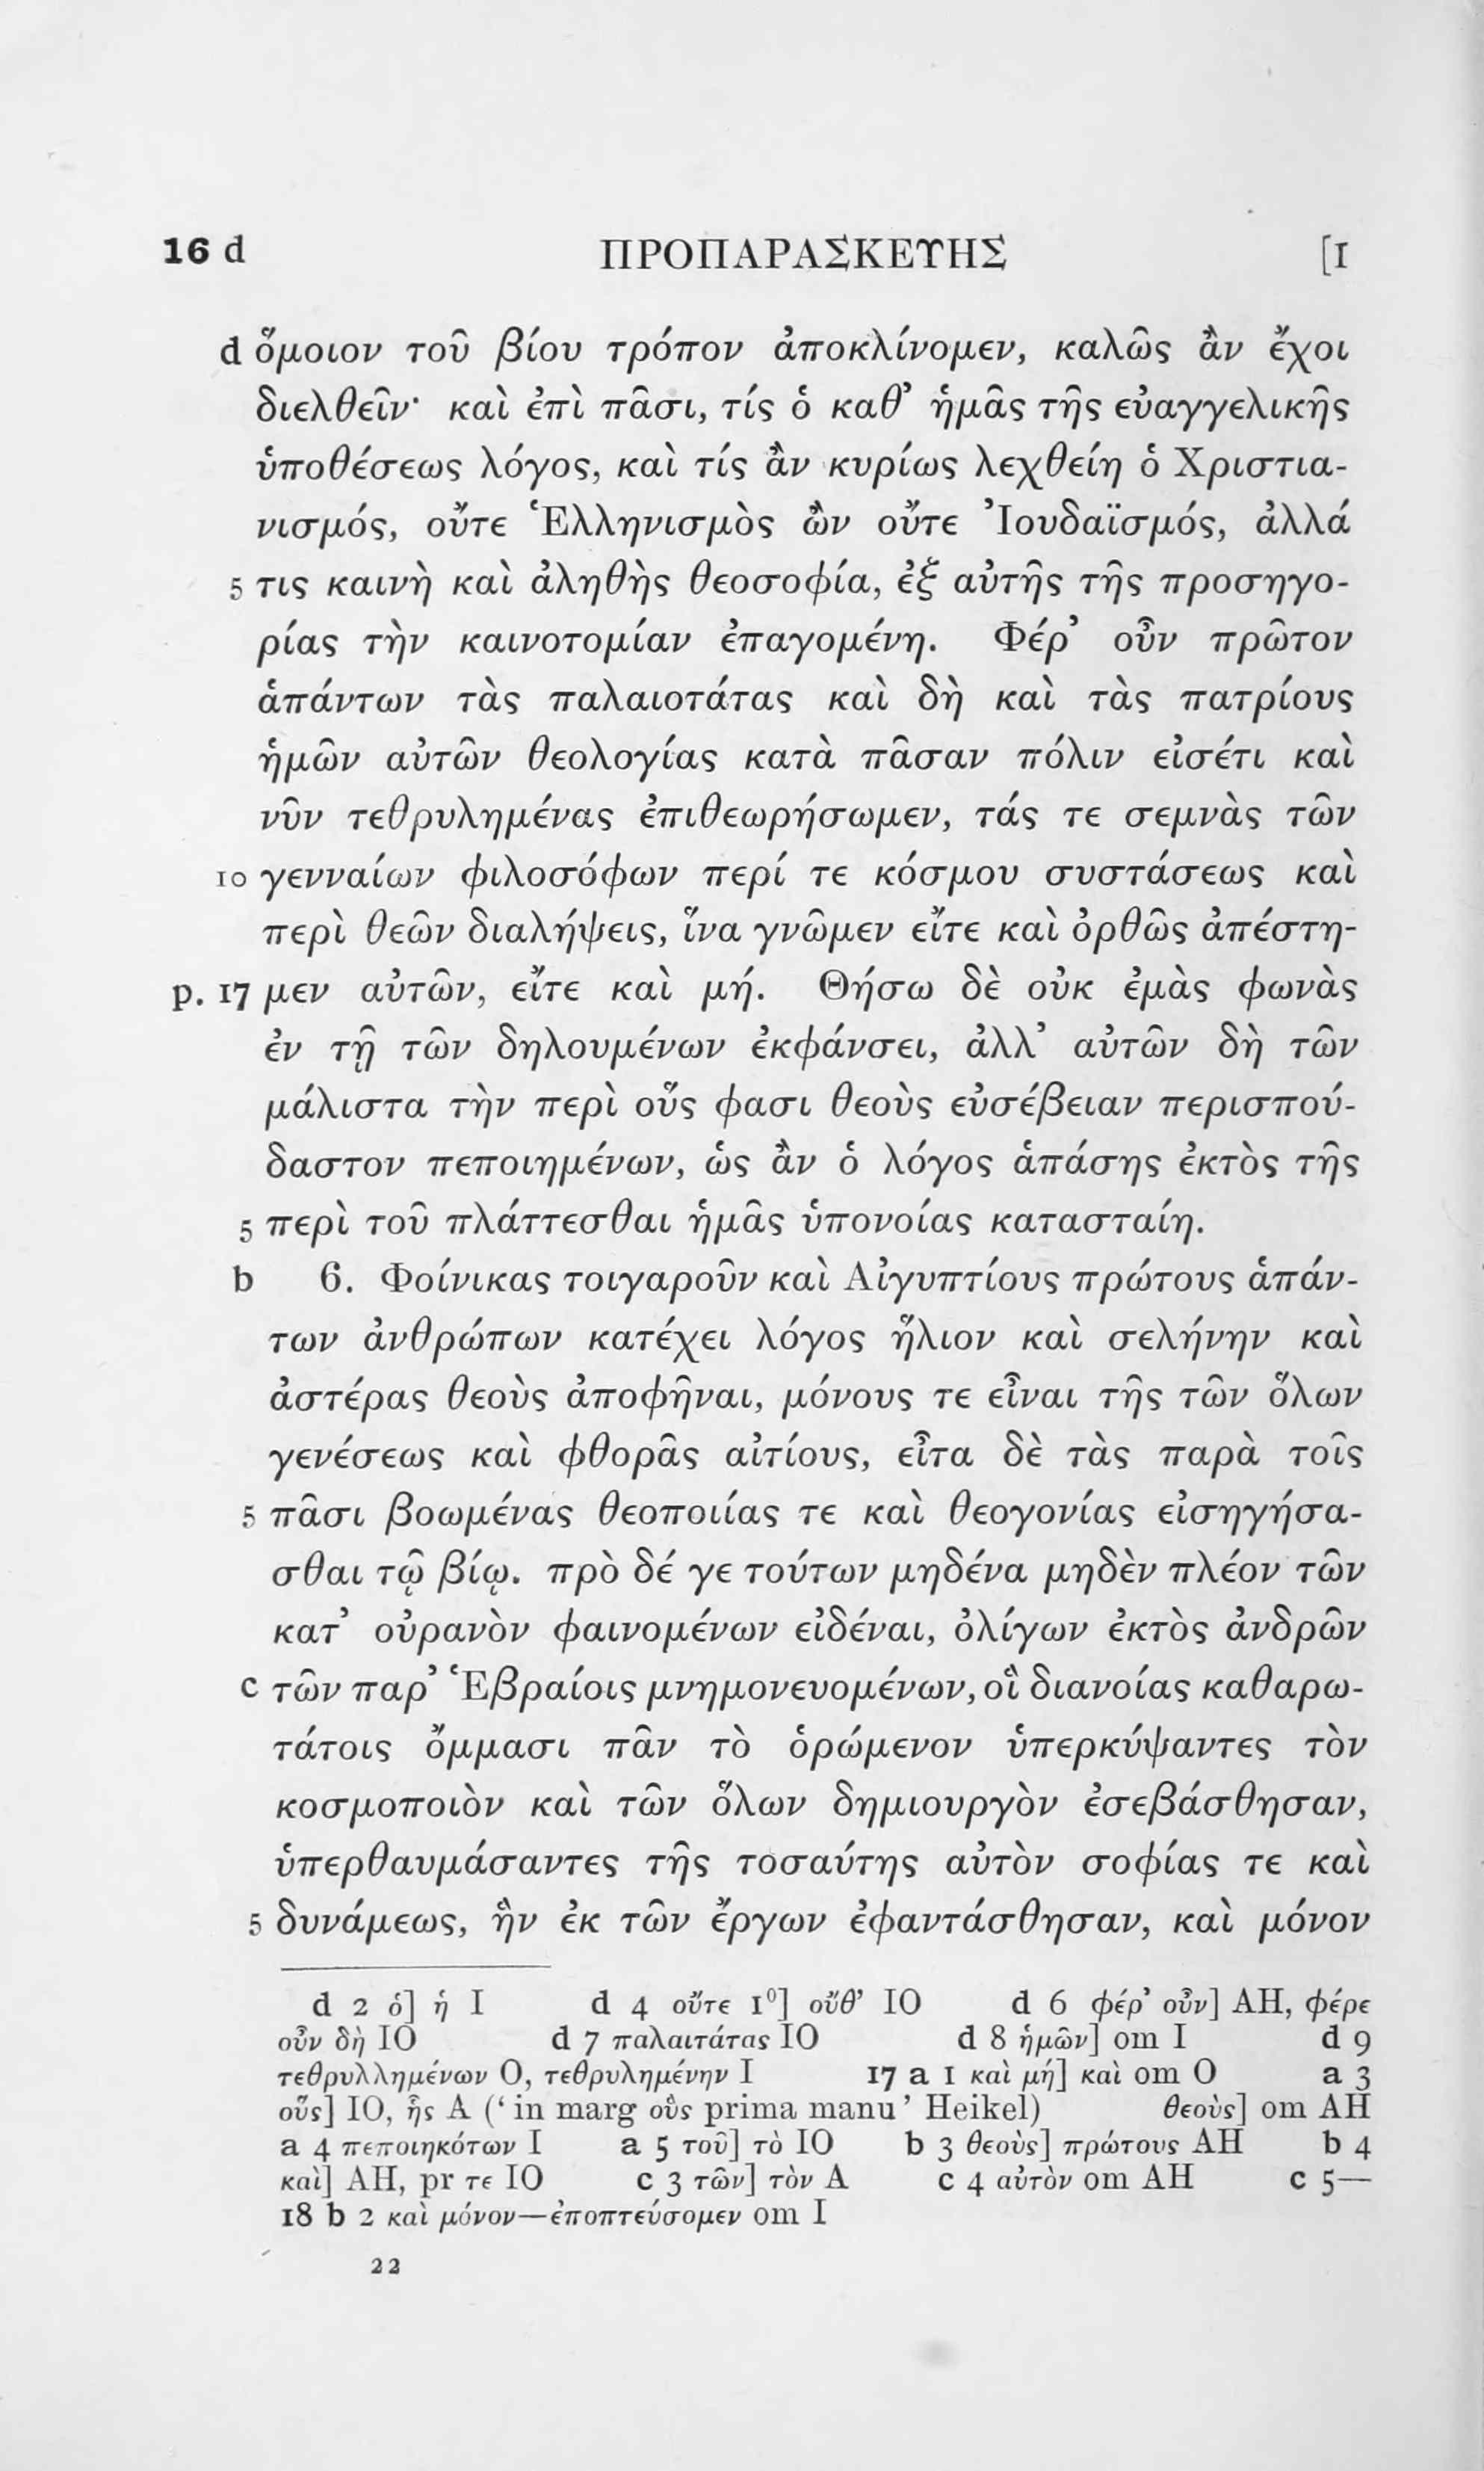 16 d ΠΡΟΠΑΡΑΣΚΕΥΗΣ [I
d ὅμοιον τοῦ βίου τρόπον ἀποκλίνομεν, καλῶς ἂν ἔχοι
διελθεῖν· καὶ ἐπὶ πᾶσι, τίς ὁ καθ’ ἡμᾶς τῆς εὐαγγελικῆς
ὑποθέσεως λόγος, καὶ τίς ἂν κυρίως λεχθείη ὁ Χριστια-
νισμός, οὔτε Ἑλληνισμὸς ὢν οὔτε Ἰουδαϊσμός, ἀλλά
5 τις καινὴ καὶ ἀληθὴς θεοσοφία, ἐξ αὐτῆς τῆς προσηγο-
ρίας τὴν καινοτομίαν ἐπαγομένη. Φέρ’ οὖν πρῶτον
ἁπάντων τὰς παλαιοτάτας καὶ δὴ καὶ τὰς πατρίους
ἡμῶν αὐτῶν θεολογίας κατὰ πᾶσαν πόλιν εἰσέτι καὶ
νῦν τεθρυλημένας ἐπιθεωρήσωμεν, τάς τε σεμνὰς τῶν
10 γενναίων φιλοσόφων περί τε κόσμου συστάσεως καὶ
περὶ θεῶν διαλήψεις, ἵνα γνῶμεν εἴτε καὶ ὀρθῶς ἀπέστη-
p. 17 μεν αὐτῶν, εἴτε καὶ μή. Θήσω δὲ οὐκ ἐμὰς φωνὰς
ἐν τῇ τῶν δηλουμένων ἐκφάνσει, ἀλλ’ αὐτῶν δὴ τῶν
μάλιστα τὴν περὶ οὕς φασι θεοὺς εὐσέβειαν περισπού-
δαστον πεποιημένων, ὡς ἂν ὁ λόγος ἁπάσης ἐκτὸς τῆς
5 περὶ τοῦ πλάττεσθαι ἡμᾶς ὑπονοίας κατασταίη.
b 6. Φοίνικας τοιγαροῦν καὶ Αἰγυπτίους πρώτους ἁπάν-
των ἀνθρώπων κατέχει λόγος ἥλιον καὶ σελήνην καὶ
ἀστέρας θεοὺς ἀποφῆναι, μόνους τε εἶναι τῆς τῶν ὅλων
γενέσεως καὶ φθορᾶς αἰτίους, εἶτα δὲ τὰς παρὰ τοῖς
5 πᾶσι βοωμένας θεοποιίας τε καὶ θεογονίας εἰσηγήσα-
σθαι τῷ βίῳ. πρὸ δέ γε τούτων μηδένα μηδὲν πλέον τῶν
κατ’ οὐρανὸν φαινομένων εἰδέναι, ὀλίγων ἐκτὸς ἀνδρῶν
c τῶν παρ’ Ἑβραίοις μνημονευομένων, οἳ διανοίας καθαρω-
τάτοις ὄμμασι πᾶν τὸ ὁρώμενον ὑπερκύψαντες τὸν
κοσμοποιὸν καὶ τῶν ὅλων δημιουργὸν ἐσεβάσθησαν,
ὑπερθαυμάσαντες τῆς τοσαύτης αὐτὸν σοφίας τε καὶ
5 δυνάμεως, ἣν ἐκ τῶν ἔργων ἐφαντάσθησαν, καὶ μόνον
d 2 ὁ] ἡ I d 4 οὔτε 1⁰] οὔθ’ IO d 6 φέρ’ οὖν] AH, φέρε
οὖν δὴ IO d 7 παλαιτάτας IO d 8 ἡμῶν] om I d 9
τεθρυλλημένων O, τεθρυλημένην I 17 a 1 καὶ μή] καὶ om O a 3
οὕς] IO, ἧς A (‘in marg οὓς prima manu’ Heikel) θεοὺς] om AH
a 4 πεποιηκότων I a 5 τοῦ] τὸ IO b 3 θεοὺς] πρώτους AH b 4
καὶ] AH, pr τε IO c 3 τῶν] τὸν A c 4 αὐτὸν om AH c 5—
18 b 2 καὶ μόνον—ἐποπτεύσομεν om I
22